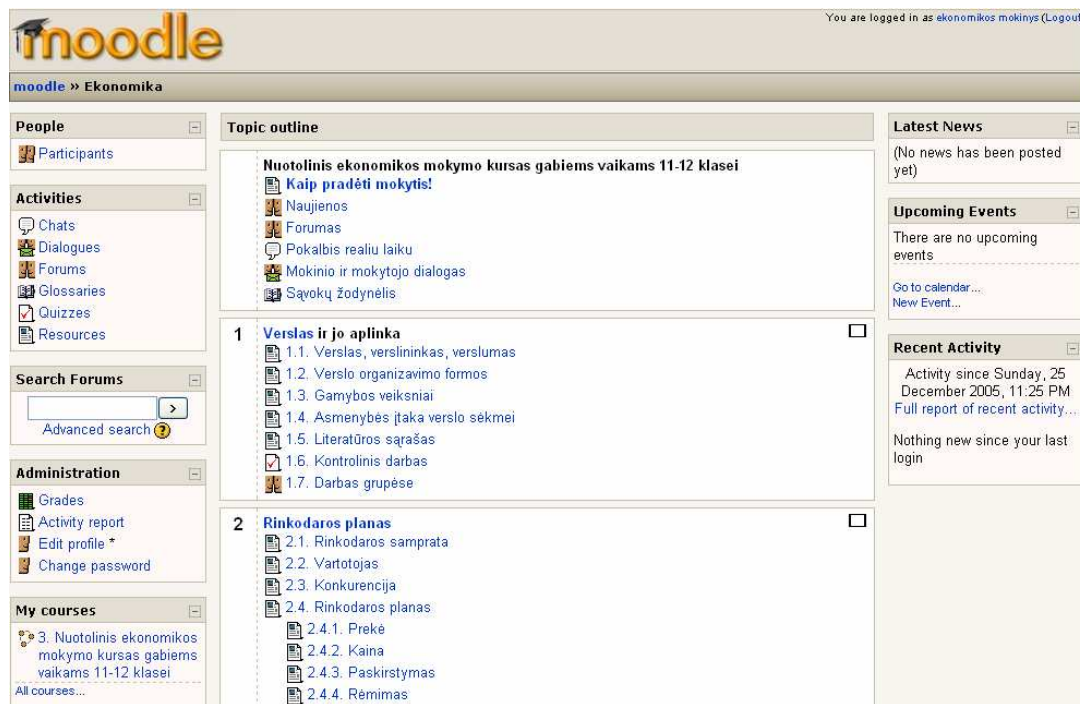 moodle
You are logged in as ekonomikos mokinys (Logout
moodle » Ekonomika
People
Participants
Activities
Chats
Dialogues
Forums
Glossaries
Quizzes
Resources
Search Forums
>
Advanced search ?
Administration
Grades
Activity report
Edit profile *
Change password
My courses
3. Nuotolinis ekonomikos
mokymo kursas gabiems
vaikams 11-12 klasei
All courses...
Topic outline
Nuotolinis ekonomikos mokymo kursas gabiems vaikams 11-12 klasei
Kaip pradėti mokytis!
Naujienos
Forumas
Pokalbis realiu laiku
Mokinio ir mokytojo dialogas
Sąvokų žodynėlis
1 Verslas ir jo aplinka
1.1. Verslas, verslininkas, verslumas
1.2. Verslo organizavimo formos
1.3. Gamybos veiksniai
1.4. Asmenybės įtaka verslo sėkmei
1.5. Literatūros sąrašas
1.6. Kontrolinis darbas
1.7. Darbas grupėse
2 Rinkodaros planas
2.1. Rinkodaros samprata
2.2. Vartotojas
2.3. Konkurencija
2.4. Rinkodaros planas
2.4.1. Prekė
2.4.2. Kaina
2.4.3. Paskirstymas
2.4.4. Rėmimas
Latest News
(No news has been posted
yet)
Upcoming Events
There are no upcoming
events
Go to calendar...
New Event...
Recent Activity
Activity since Sunday, 25
December 2005, 11:25 PM
Full report of recent activity...
Nothing new since your last
login